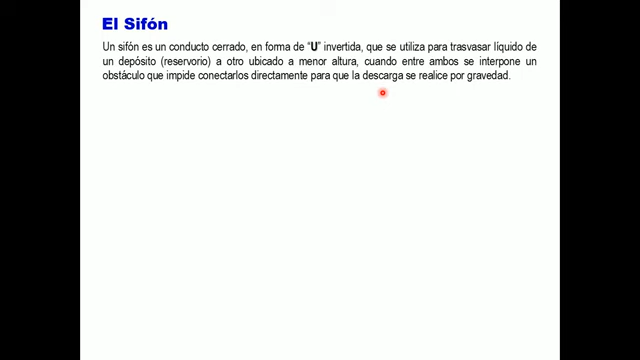 El Sifón
Un sifón es un conducto cerrado, en forma de “U” invertida, que se utiliza para trasvasar líquido de
un depósito (reservorio) a otro ubicado a menor altura, cuando entre ambos se interpone un
obstáculo que impide conectarlos directamente para que la descarga se realice por gravedad.